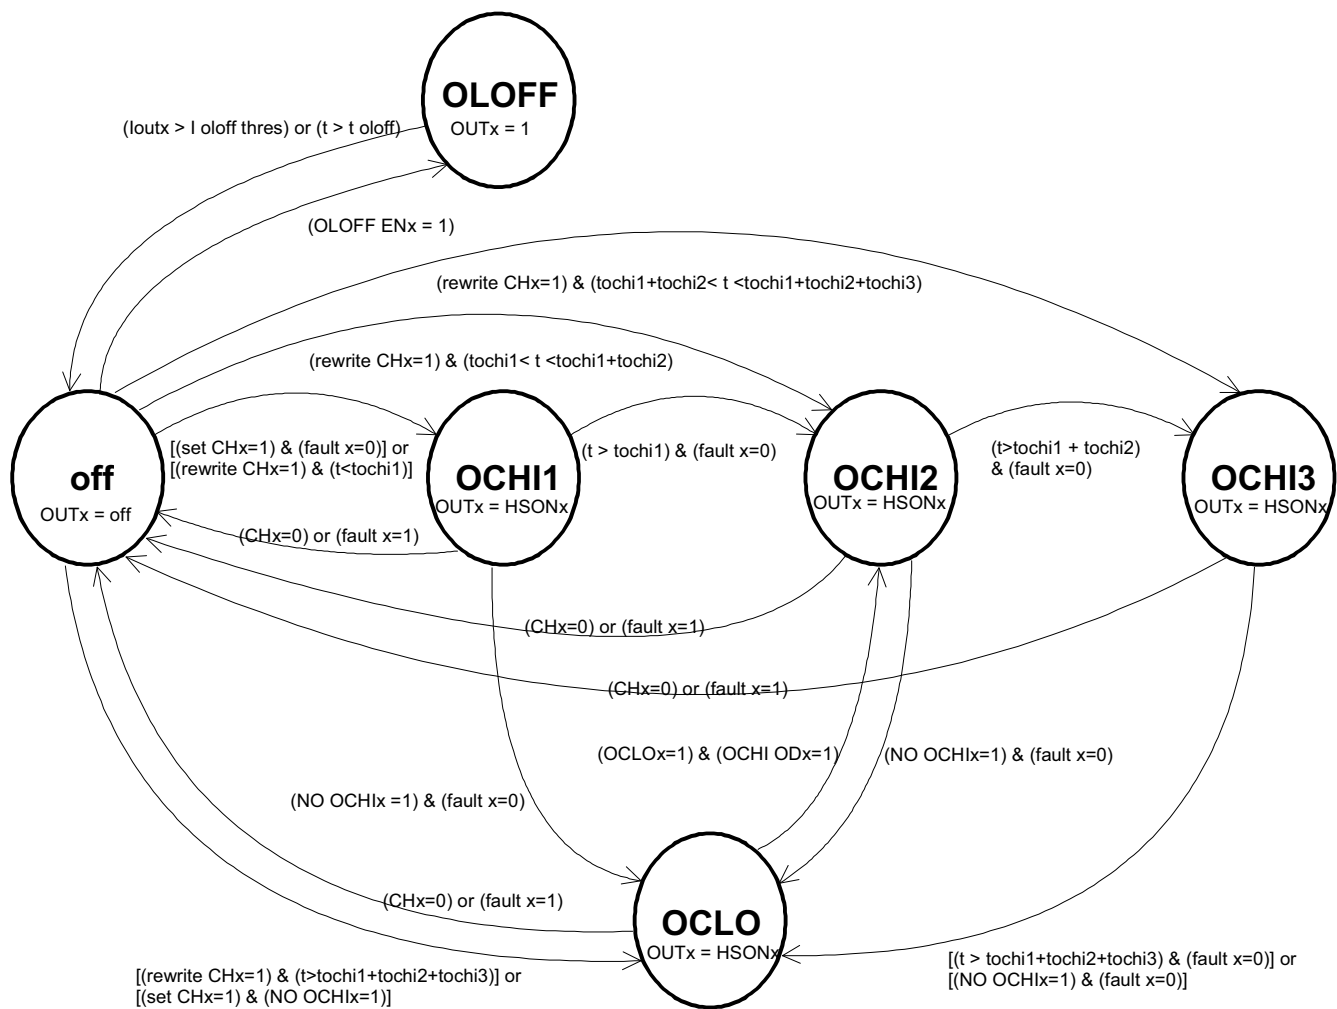 OLOFF
OUTx = 1
(Ioutx > I oloff thres) or (t > t oloff)
(OLOFF ENx = 1)
(rewrite CHx=1) & (tochi1+tochi2< t <tochi1+tochi2+tochi3)
(rewrite CHx=1) & (tochi1< t <tochi1+tochi2)
off
OUTx = off
[(set CHx=1) & (fault x=0)] or
[(rewrite CHx=1) & (t<tochi1)]
OCHI1
OUTx = HSONx
(t > tochi1) & (fault x=0)
OCHI2
OUTx = HSONx
(t>tochi1 + tochi2)
& (fault x=0)
OCHI3
OUTx = HSONx
(CHx=0) or (fault x=1)
(CHx=0) or (fault x=1)
(CHx=0) or (fault x=1)
(OCLOx=1) & (OCHI ODx=1)
(NO OCHIx=1) & (fault x=0)
(NO OCHIx =1) & (fault x=0)
(CHx=0) or (fault x=1)
OCLO
OUTx = HSONx
[(rewrite CHx=1) & (t>tochi1+tochi2+tochi3)] or
[(set CHx=1) & (NO OCHIx=1)]
[(t > tochi1+tochi2+tochi3) & (fault x=0)] or
[(NO OCHIx=1) & (fault x=0)]